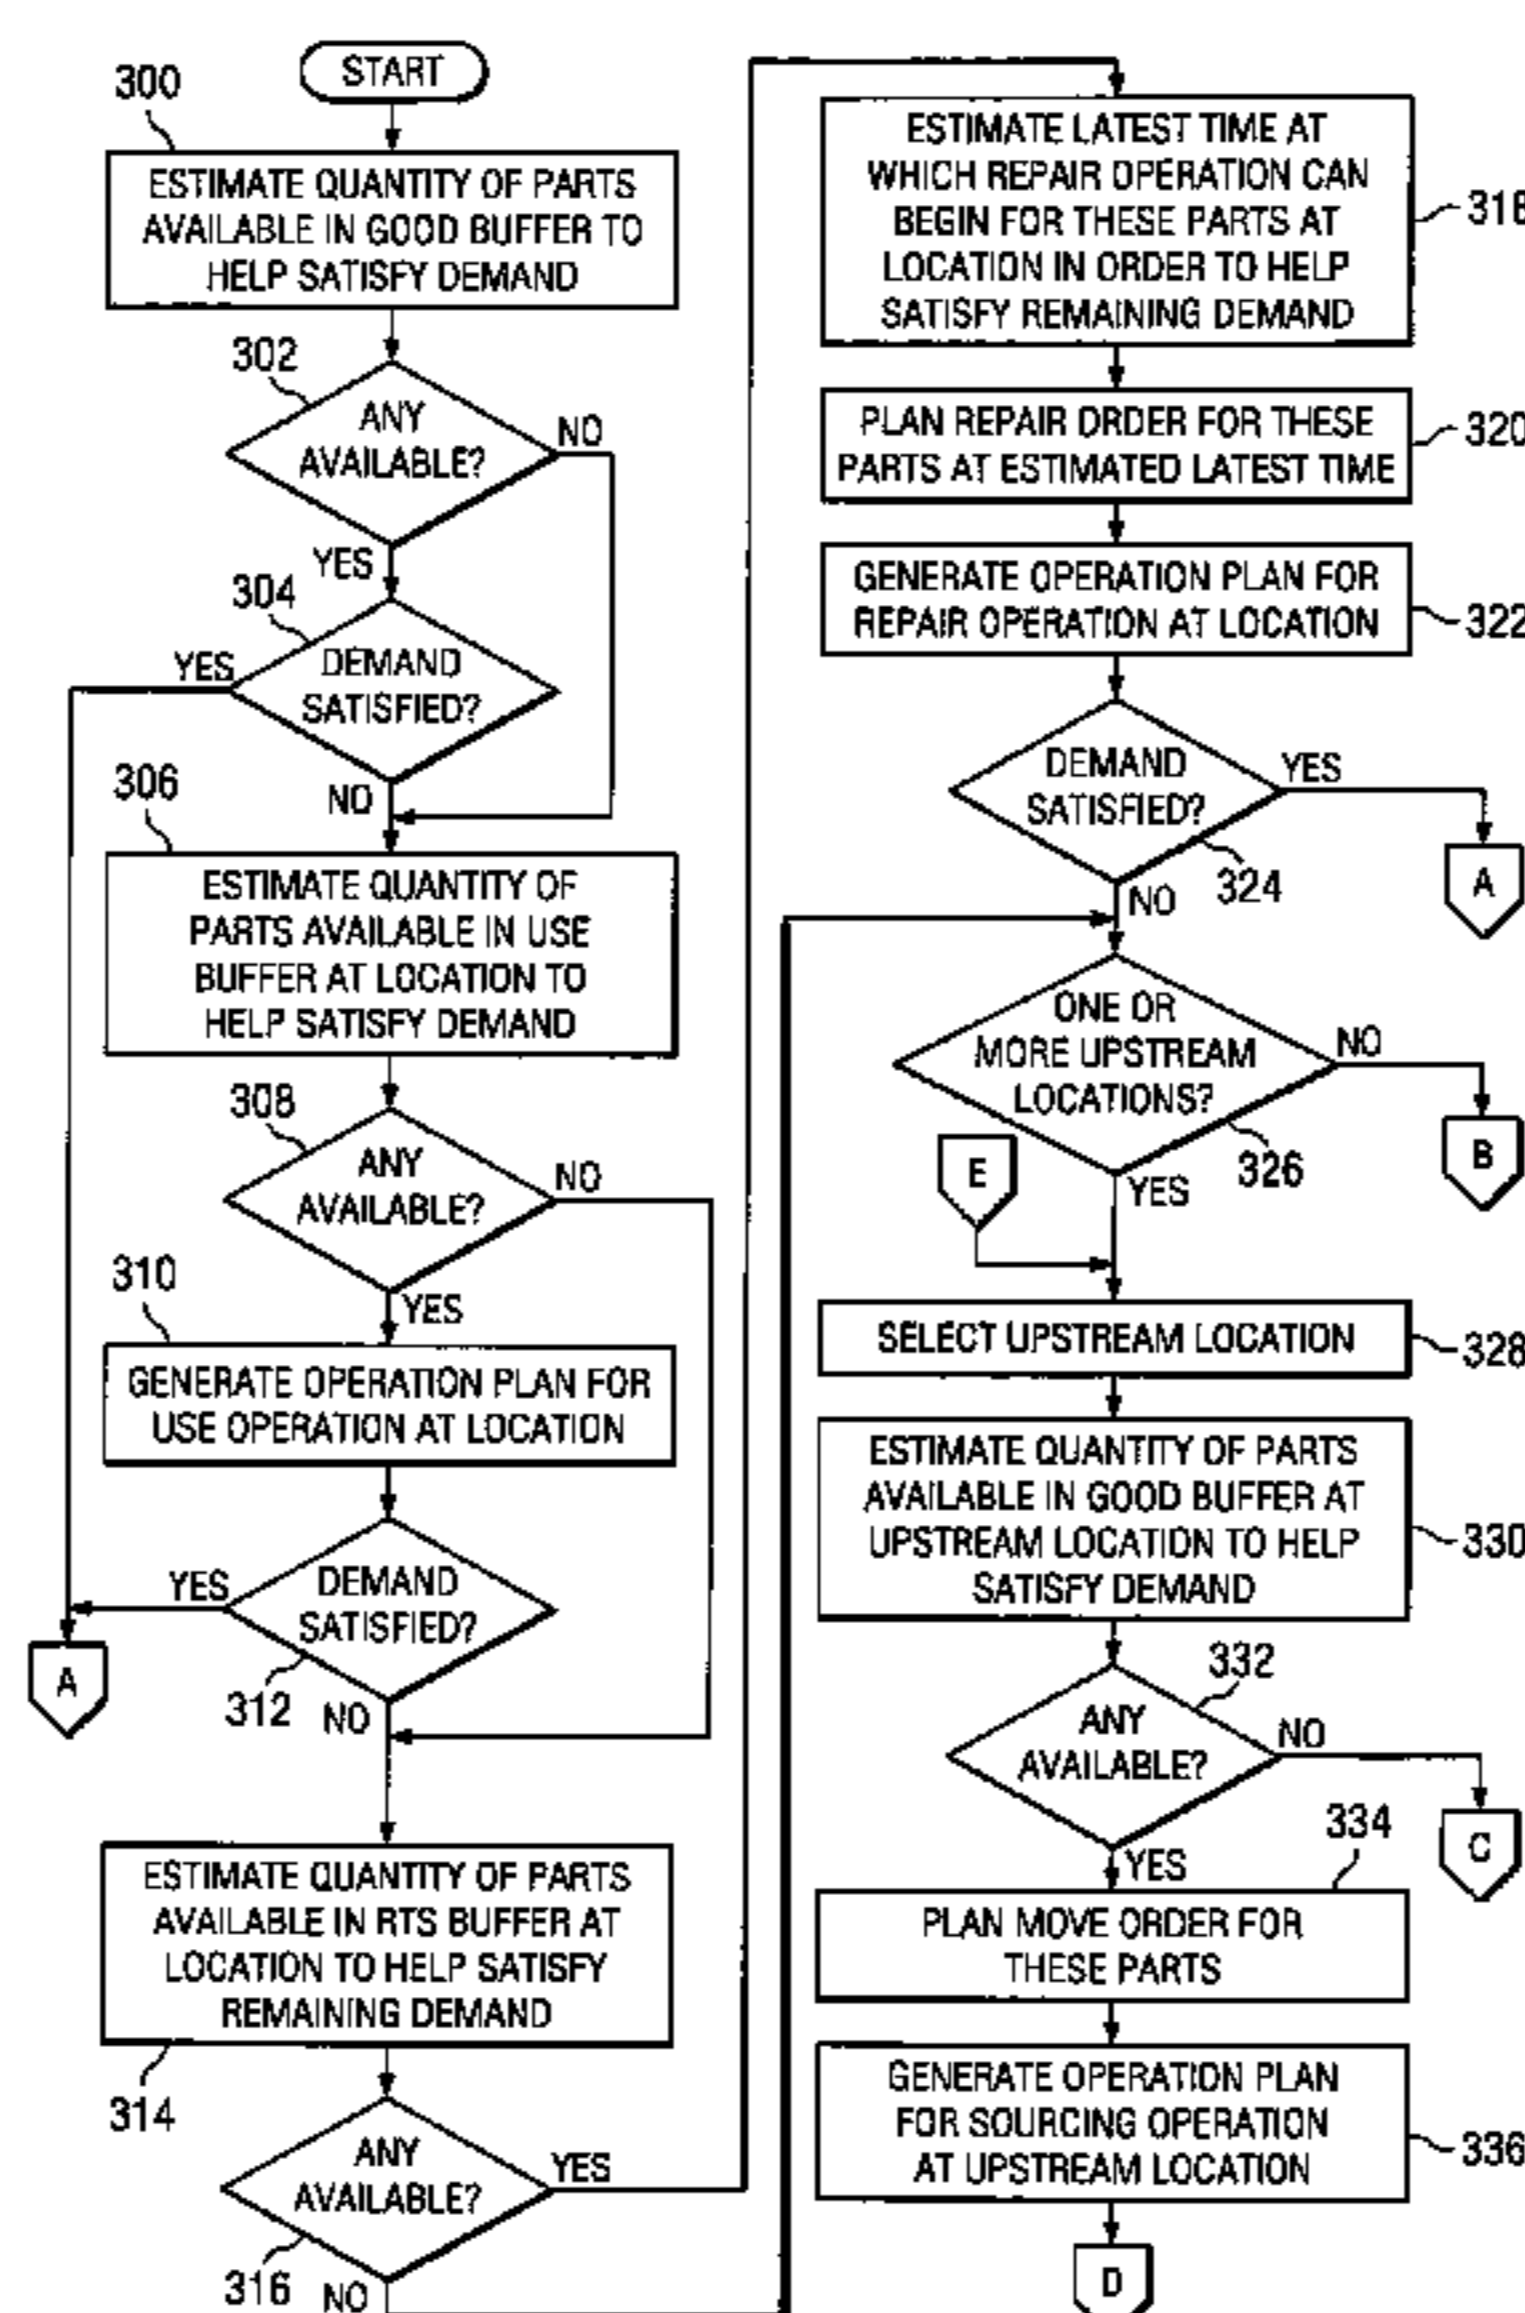 START
300
ESTIMATE QUANTITY OF PARTS
AVAILABLE IN GOOD BUFFER TO
HELP SATISFY DEMAND
302
ANY
AVAILABLE?
NO
YES
304
DEMAND
SATISFIED?
YES
NO
306
ESTIMATE QUANTITY OF
PARTS AVAILABLE IN USE
BUFFER AT LOCATION TO
HELP SATISFY DEMAND
308
ANY
AVAILABLE?
NO
YES
310
GENERATE OPERATION PLAN FOR
USE OPERATION AT LOCATION
DEMAND
SATISFIED?
YES
312
NO
A
ESTIMATE QUANTITY OF PARTS
AVAILABLE IN RTS BUFFER AT
LOCATION TO HELP SATISFY
REMAINING DEMAND
314
ANY
AVAILABLE?
YES
316
NO
ESTIMATE LATEST TIME AT
WHICH REPAIR OPERATION CAN
BEGIN FOR THESE PARTS AT
LOCATION IN ORDER TO HELP
SATISFY REMAINING DEMAND
318
PLAN REPAIR ORDER FOR THESE
PARTS AT ESTIMATED LATEST TIME
320
GENERATE OPERATION PLAN FOR
REPAIR OPERATION AT LOCATION
322
DEMAND
SATISFIED?
YES
324
NO
A
ONE OR
MORE UPSTREAM
LOCATIONS?
NO
326
YES
B
E
SELECT UPSTREAM LOCATION
328
ESTIMATE QUANTITY OF PARTS
AVAILABLE IN GOOD BUFFER AT
UPSTREAM LOCATION TO HELP
SATISFY DEMAND
330
332
ANY
AVAILABLE?
NO
YES
C
334
PLAN MOVE ORDER FOR
THESE PARTS
GENERATE OPERATION PLAN
FOR SOURCING OPERATION
AT UPSTREAM LOCATION
336
D